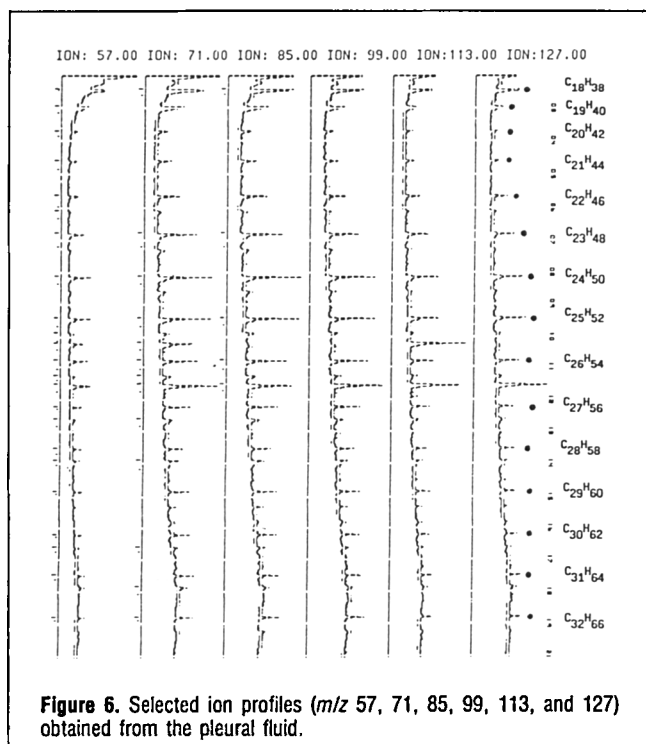 ION: 57.00 ION: 71.00 ION: 85.00 ION: 99.00 ION:113.00 ION:127.00
C18H38
C19H40
C20H42
C21H44
C22H46
C23H48
C24H50
C25H52
C26H54
C27H56
C28H58
C29H60
C30H62
C31H64
C32H66
Figure 6. Selected ion profiles (m/z 57, 71, 85, 99, 113, and 127)
obtained from the pleural fluid.